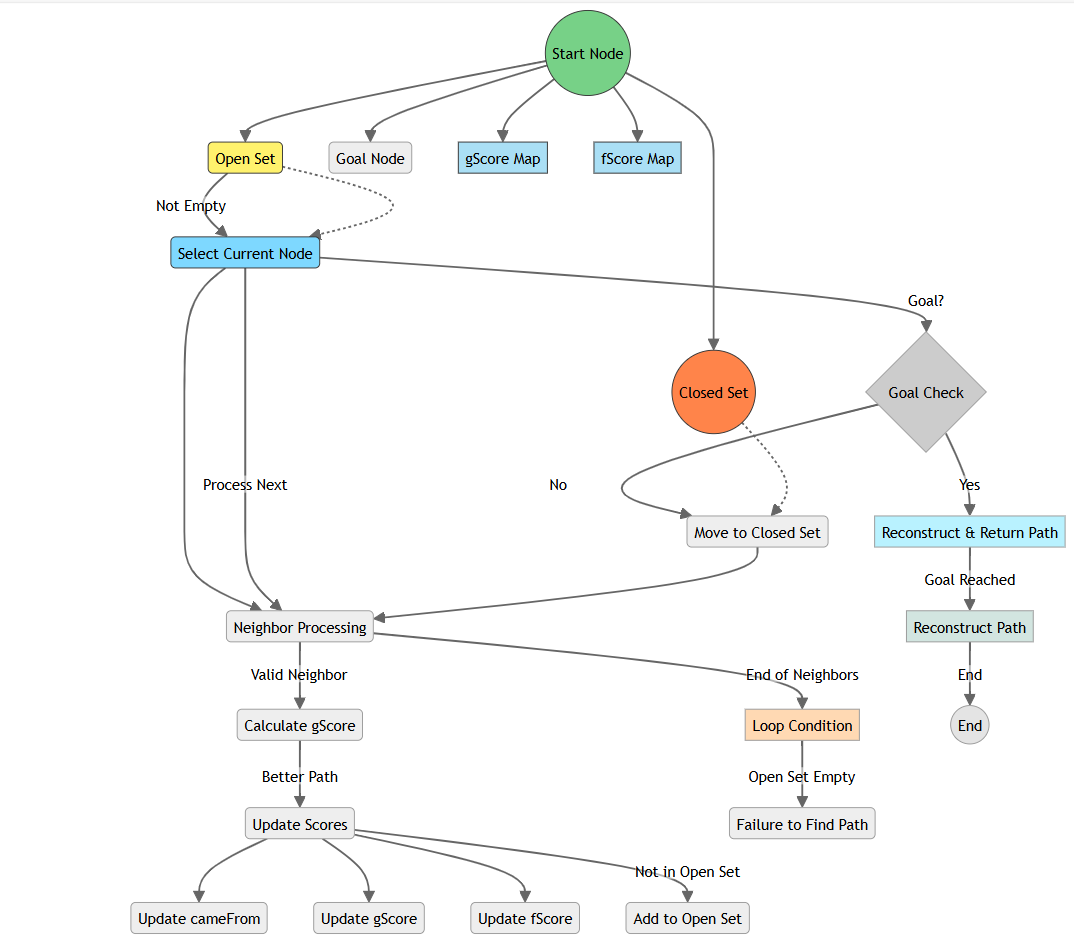 Start Node
Open Set
Goal Node
gScore Map
fScore Map
Not Empty
Select Current Node
Goal?
Closed Set
Goal Check
Process Next
No
Yes
Move to Closed Set
Reconstruct & Return Path
Goal Reached
Neighbor Processing
Reconstruct Path
Valid Neighbor
End of Neighbors
End
Calculate gScore
Loop Condition
End
Better Path
Open Set Empty
Update Scores
Failure to Find Path
Not in Open Set
Update cameFrom
Update gScore
Update fScore
Add to Open Set